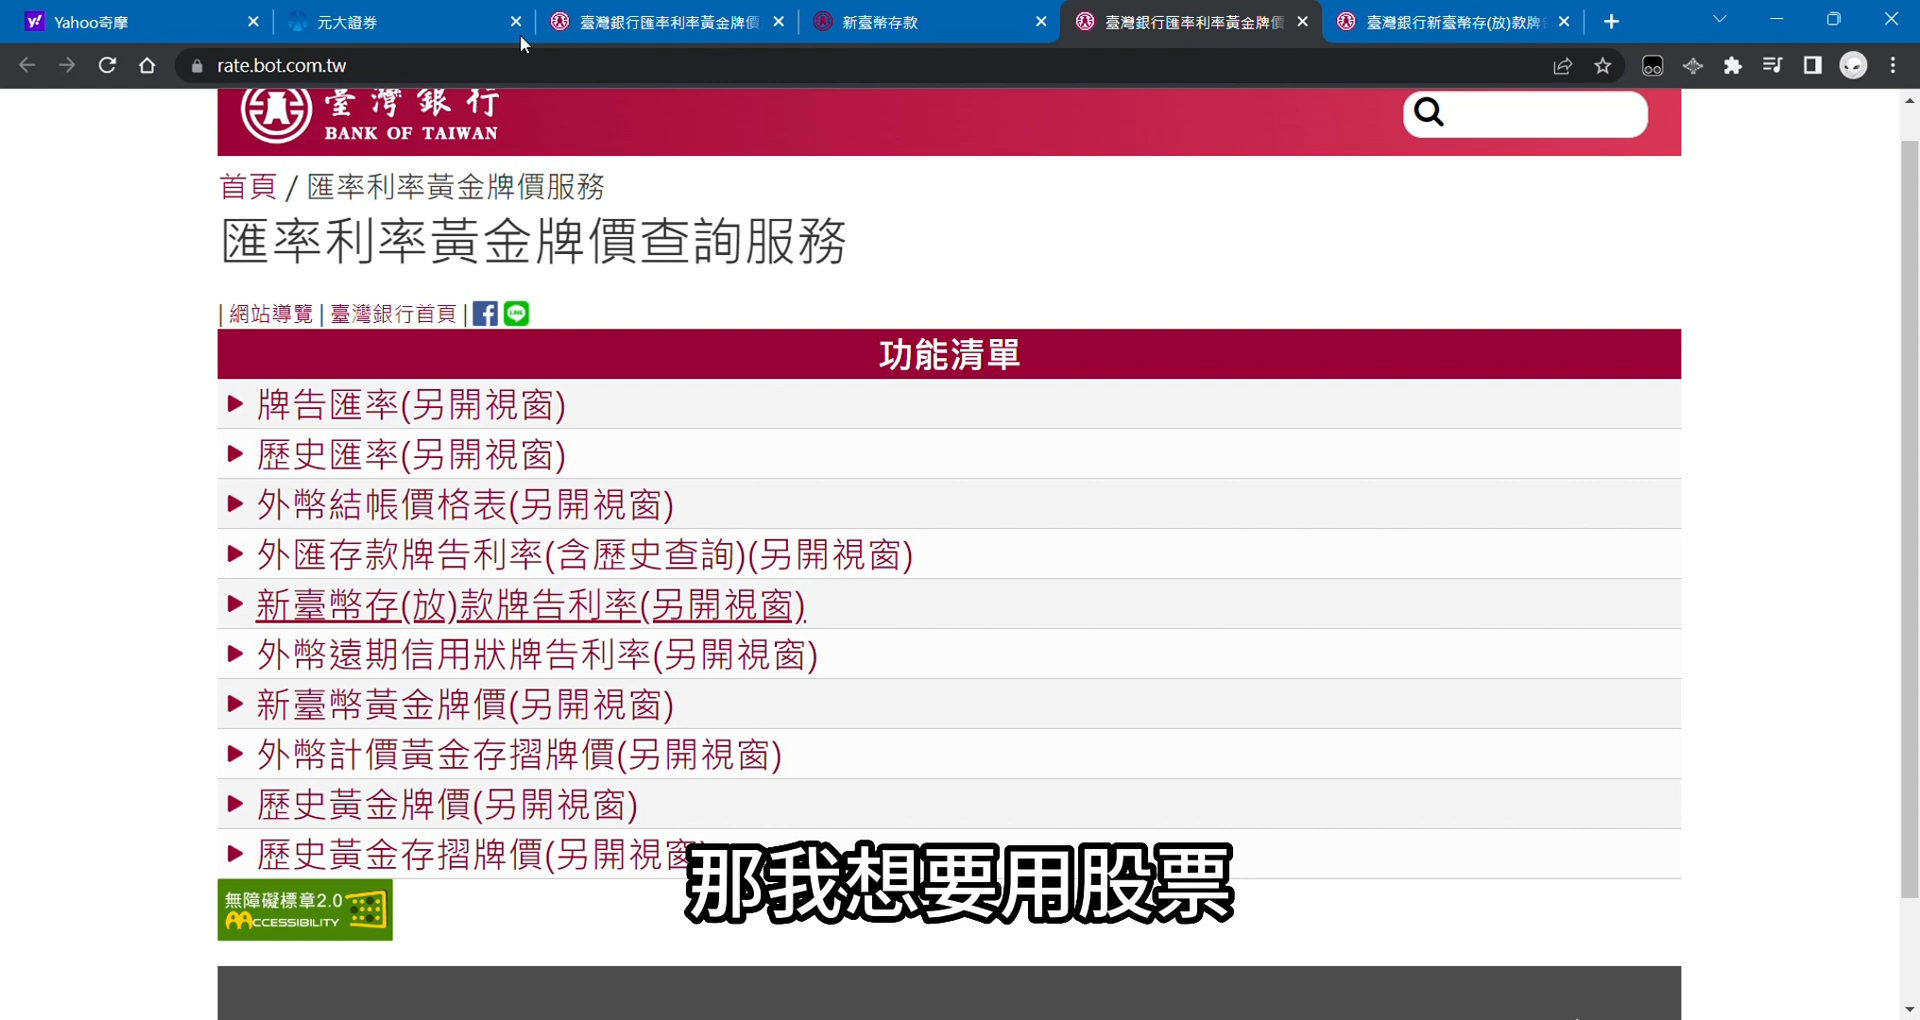 Yahoo奇摩
元大證券
臺灣銀行匯率利率黃金牌價
新臺幣存款
臺灣銀行匯率利率黃金牌價
臺灣銀行新臺幣存(放)款牌告
rate.bot.com.tw
臺灣銀行
BANK OF TAIWAN
首頁 / 匯率利率黃金牌價服務
匯率利率黃金牌價查詢服務
| 網站導覽 | 臺灣銀行首頁 |
功能清單
牌告匯率(另開視窗)
歷史匯率(另開視窗)
外幣結帳價格表(另開視窗)
外匯存款牌告利率(含歷史查詢)(另開視窗)
新臺幣存(放)款牌告利率(另開視窗)
外幣遠期信用狀牌告利率(另開視窗)
新臺幣黃金牌價(另開視窗)
外幣計價黃金存摺牌價(另開視窗)
歷史黃金牌價(另開視窗)
歷史黃金存摺牌價(另開視窗)
那我想要用股票
無障礙標章2.0
ACCESSIBILITY